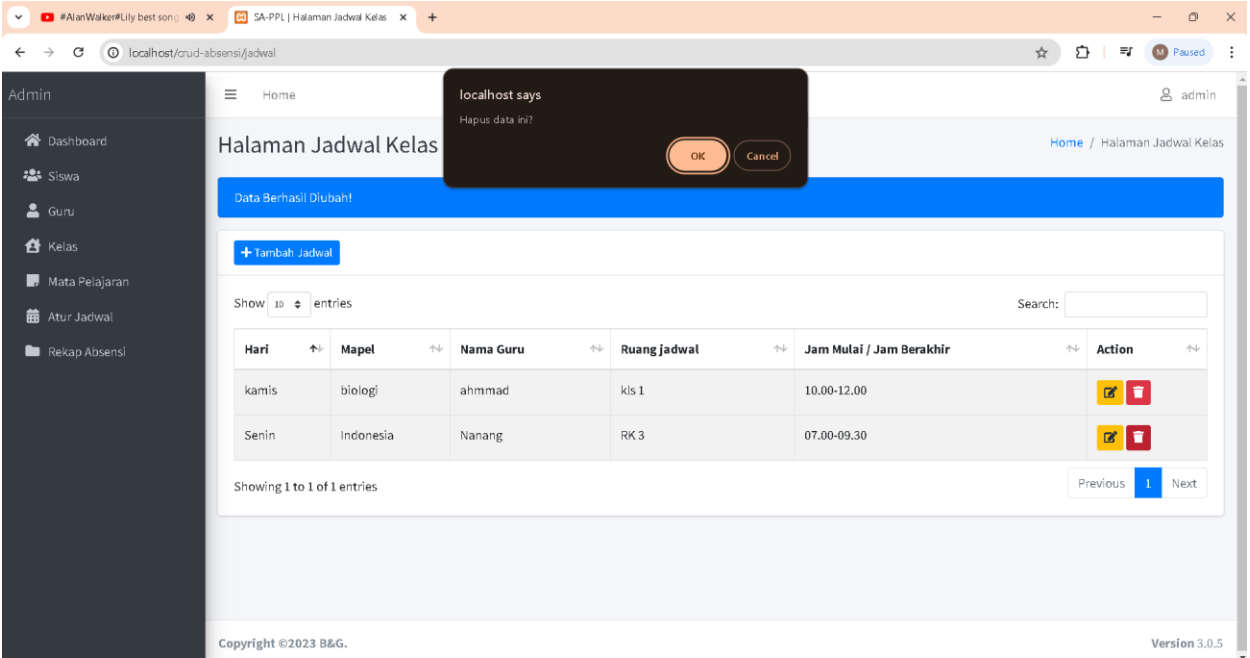 #AlanWalker#Lily best song
SA-PPL | Halaman Jadwal Kelas
localhost/crud-absensi/jadwal
M Paused
Admin
Home
admin
localhost says
Hapus data ini?
OK Cancel
Halaman Jadwal Kelas
Home / Halaman Jadwal Kelas
Dashboard
Siswa
Guru
Kelas
Mata Pelajaran
Atur Jadwal
Rekap Absensi
Data Berhasil Diubah!
Tambah Jadwal
Show 10 entries
Search:
Hari Mapel Nama Guru Ruang jadwal Jam Mulai / Jam Berakhir Action
kamis biologi ahmmad kls 1 10.00-12.00
Senin Indonesia Nanang RK 3 07.00-09.30
Showing 1 to 1 of 1 entries
Previous 1 Next
Copyright ©2023 B&G.
Version 3.0.5